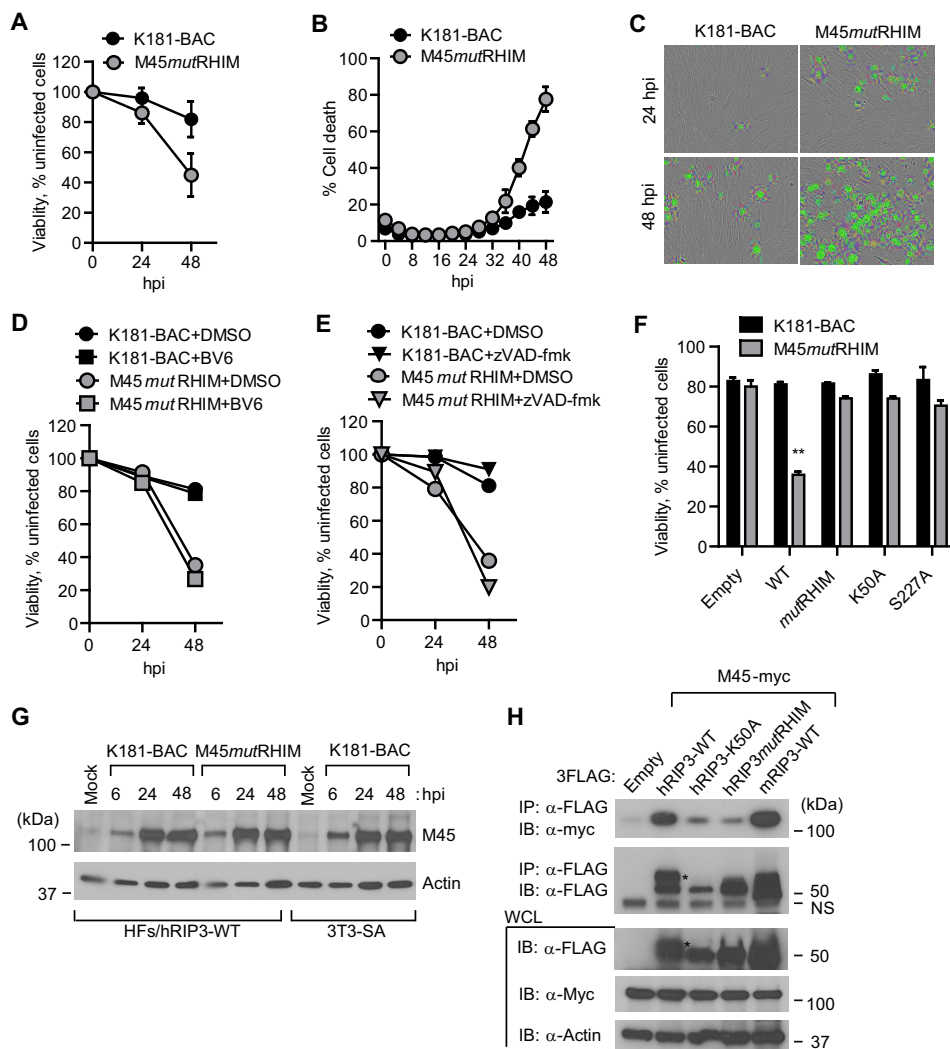 A
K181-BAC
M45mutRHIM
Viablity, % uninfected cells
120
100
80
60
40
20
0
0 24 48
hpi
B
K181-BAC
M45mutRHIM
% Cell death
100
80
60
40
20
0
0 8 16 24 32 40 48
hpi
C
K181-BAC M45mutRHIM
24 hpi
48 hpi
D
K181-BAC+DMSO
K181-BAC+BV6
M45 mut RHIM+DMSO
M45 mut RHIM+BV6
Viablity, % uninfected cells
120
100
80
60
40
20
0
0 24 48
hpi
E
K181-BAC+DMSO
K181-BAC+zVAD-fmk
M45 mut RHIM+DMSO
M45 mut RHIM+zVAD-fmk
Viablity, % uninfected cells
120
100
80
60
40
20
0
0 24 48
hpi
F
K181-BAC
M45mutRHIM
Viablity, % uninfected cells
100
80
60
40
20
0
**
Empty WT mutRHIM K50A S227A
G
K181-BAC M45mutRHIM K181-BAC
Mock 6 24 48 6 24 48 Mock 6 24 48 :hpi
(kDa)
100
M45
37
Actin
HFs/hRIP3-WT 3T3-SA
H
M45-myc
3FLAG: Empty hRIP3-WT hRIP3-K50A hRIP3mutRHIM mRIP3-WT
(kDa)
IP: α-FLAG
IB: α-myc
100
IP: α-FLAG
IB: α-FLAG
*
50
NS
WCL
IB: α-FLAG
*
50
IB: α-Myc
100
IB: α-Actin
37